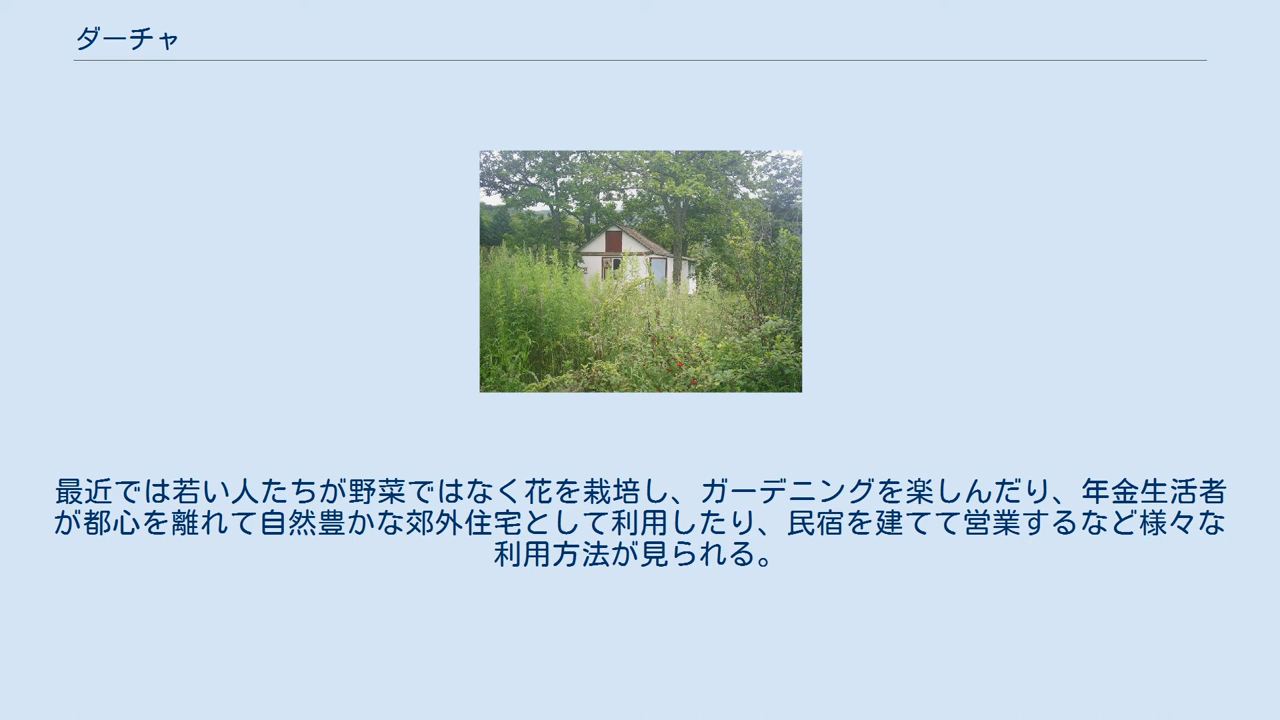 ダーチャ
最近では若い人たちが野菜ではなく花を栽培し、ガーデニングを楽しんだり、年金生活者
が都心を離れて自然豊かな郊外住宅として利用したり、民宿を建てて営業するなど様々な
利用方法が見られる。